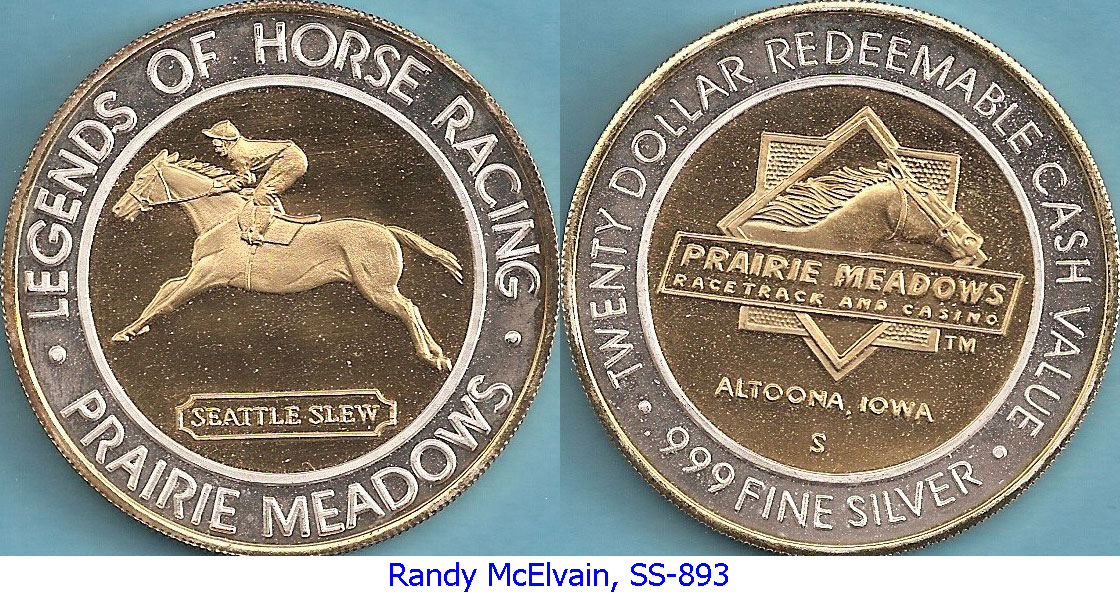 LEGENDS OF HORSE RACING
SEATTLE SLEW
• PRAIRIE MEADOWS •
TWENTY DOLLAR REDEEMABLE CASH VALUE
PRAIRIE MEADOWS
RACETRACK AND CASINO
TM
ALTOONA, IOWA
S
• .999 FINE SILVER •
Randy McElvain, SS-893